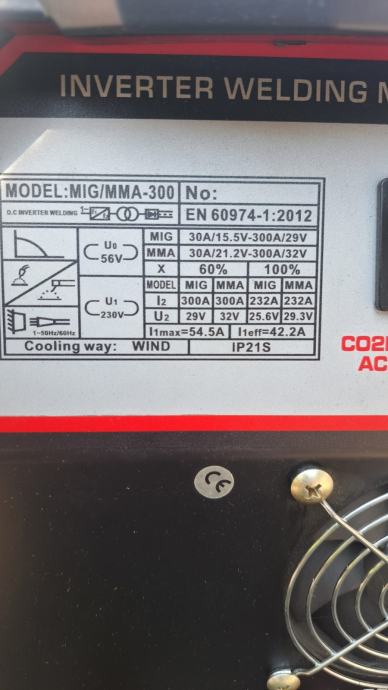 INVERTER WELDING
MODEL:MIG/MMA-300 No:
D.C INVERTER WELDING 1~ EN 60974-1:2012
U0 56V
MIG 30A/15.5V-300A/29V
MMA 30A/21.2V-300A/32V
X 60% 100%
MODEL MIG MMA MIG MMA
U1 230V
I2 300A 300A 232A 232A
U2 29V 32V 25.6V 29.3V
1~50Hz/60Hz I1max=54.5A I1eff=42.2A
Cooling way: WIND IP21S
CO2
AC
CE